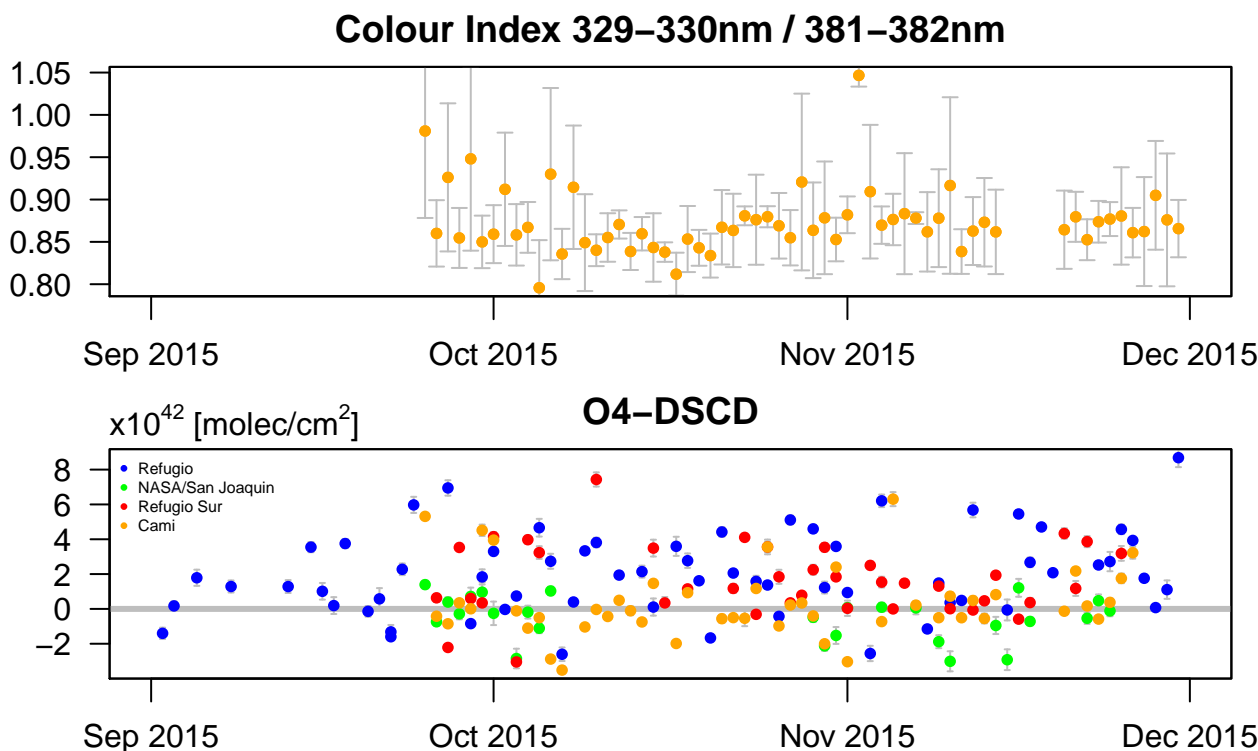 Colour Index 329−330nm / 381−382nm
1.05
1.00
0.95
0.90
0.85
0.80
Sep 2015 Oct 2015 Nov 2015 Dec 2015
x10^42 [molec/cm^2] O4−DSCD
8
6
4
2
0
−2
Refugio
NASA/San Joaquin
Refugio Sur
Cami
Sep 2015 Oct 2015 Nov 2015 Dec 2015